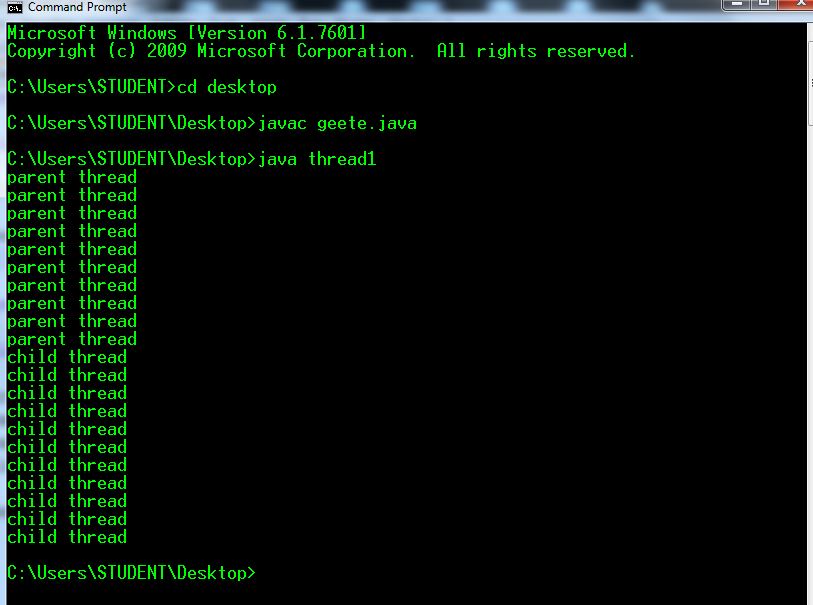 Command Prompt
Microsoft Windows [Version 6.1.7601]
Copyright (c) 2009 Microsoft Corporation.  All rights reserved.
C:\Users\STUDENT>cd desktop
C:\Users\STUDENT\Desktop>javac geete.java
C:\Users\STUDENT\Desktop>java thread1
parent thread
parent thread
parent thread
parent thread
parent thread
parent thread
parent thread
parent thread
parent thread
parent thread
child thread
child thread
child thread
child thread
child thread
child thread
child thread
child thread
child thread
child thread
child thread
C:\Users\STUDENT\Desktop>